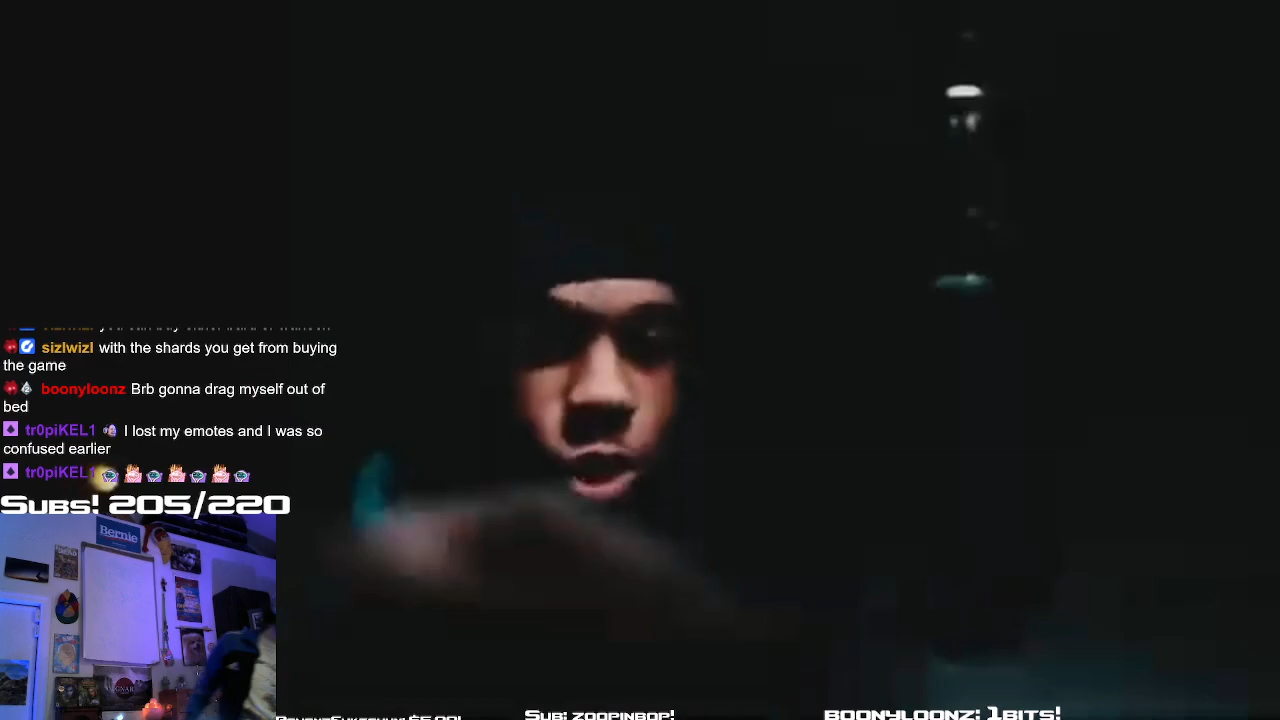 sizlwizl with the shards you get from buying
the game
boonyloonz Brb gonna drag myself out of
bed
tr0piKEL1 I lost my emotes and I was so
confused earlier
tr0piKEL1
Subs! 205/220
Bernie
Sub: zoopinbop!
boonyloonz: 1Bits!